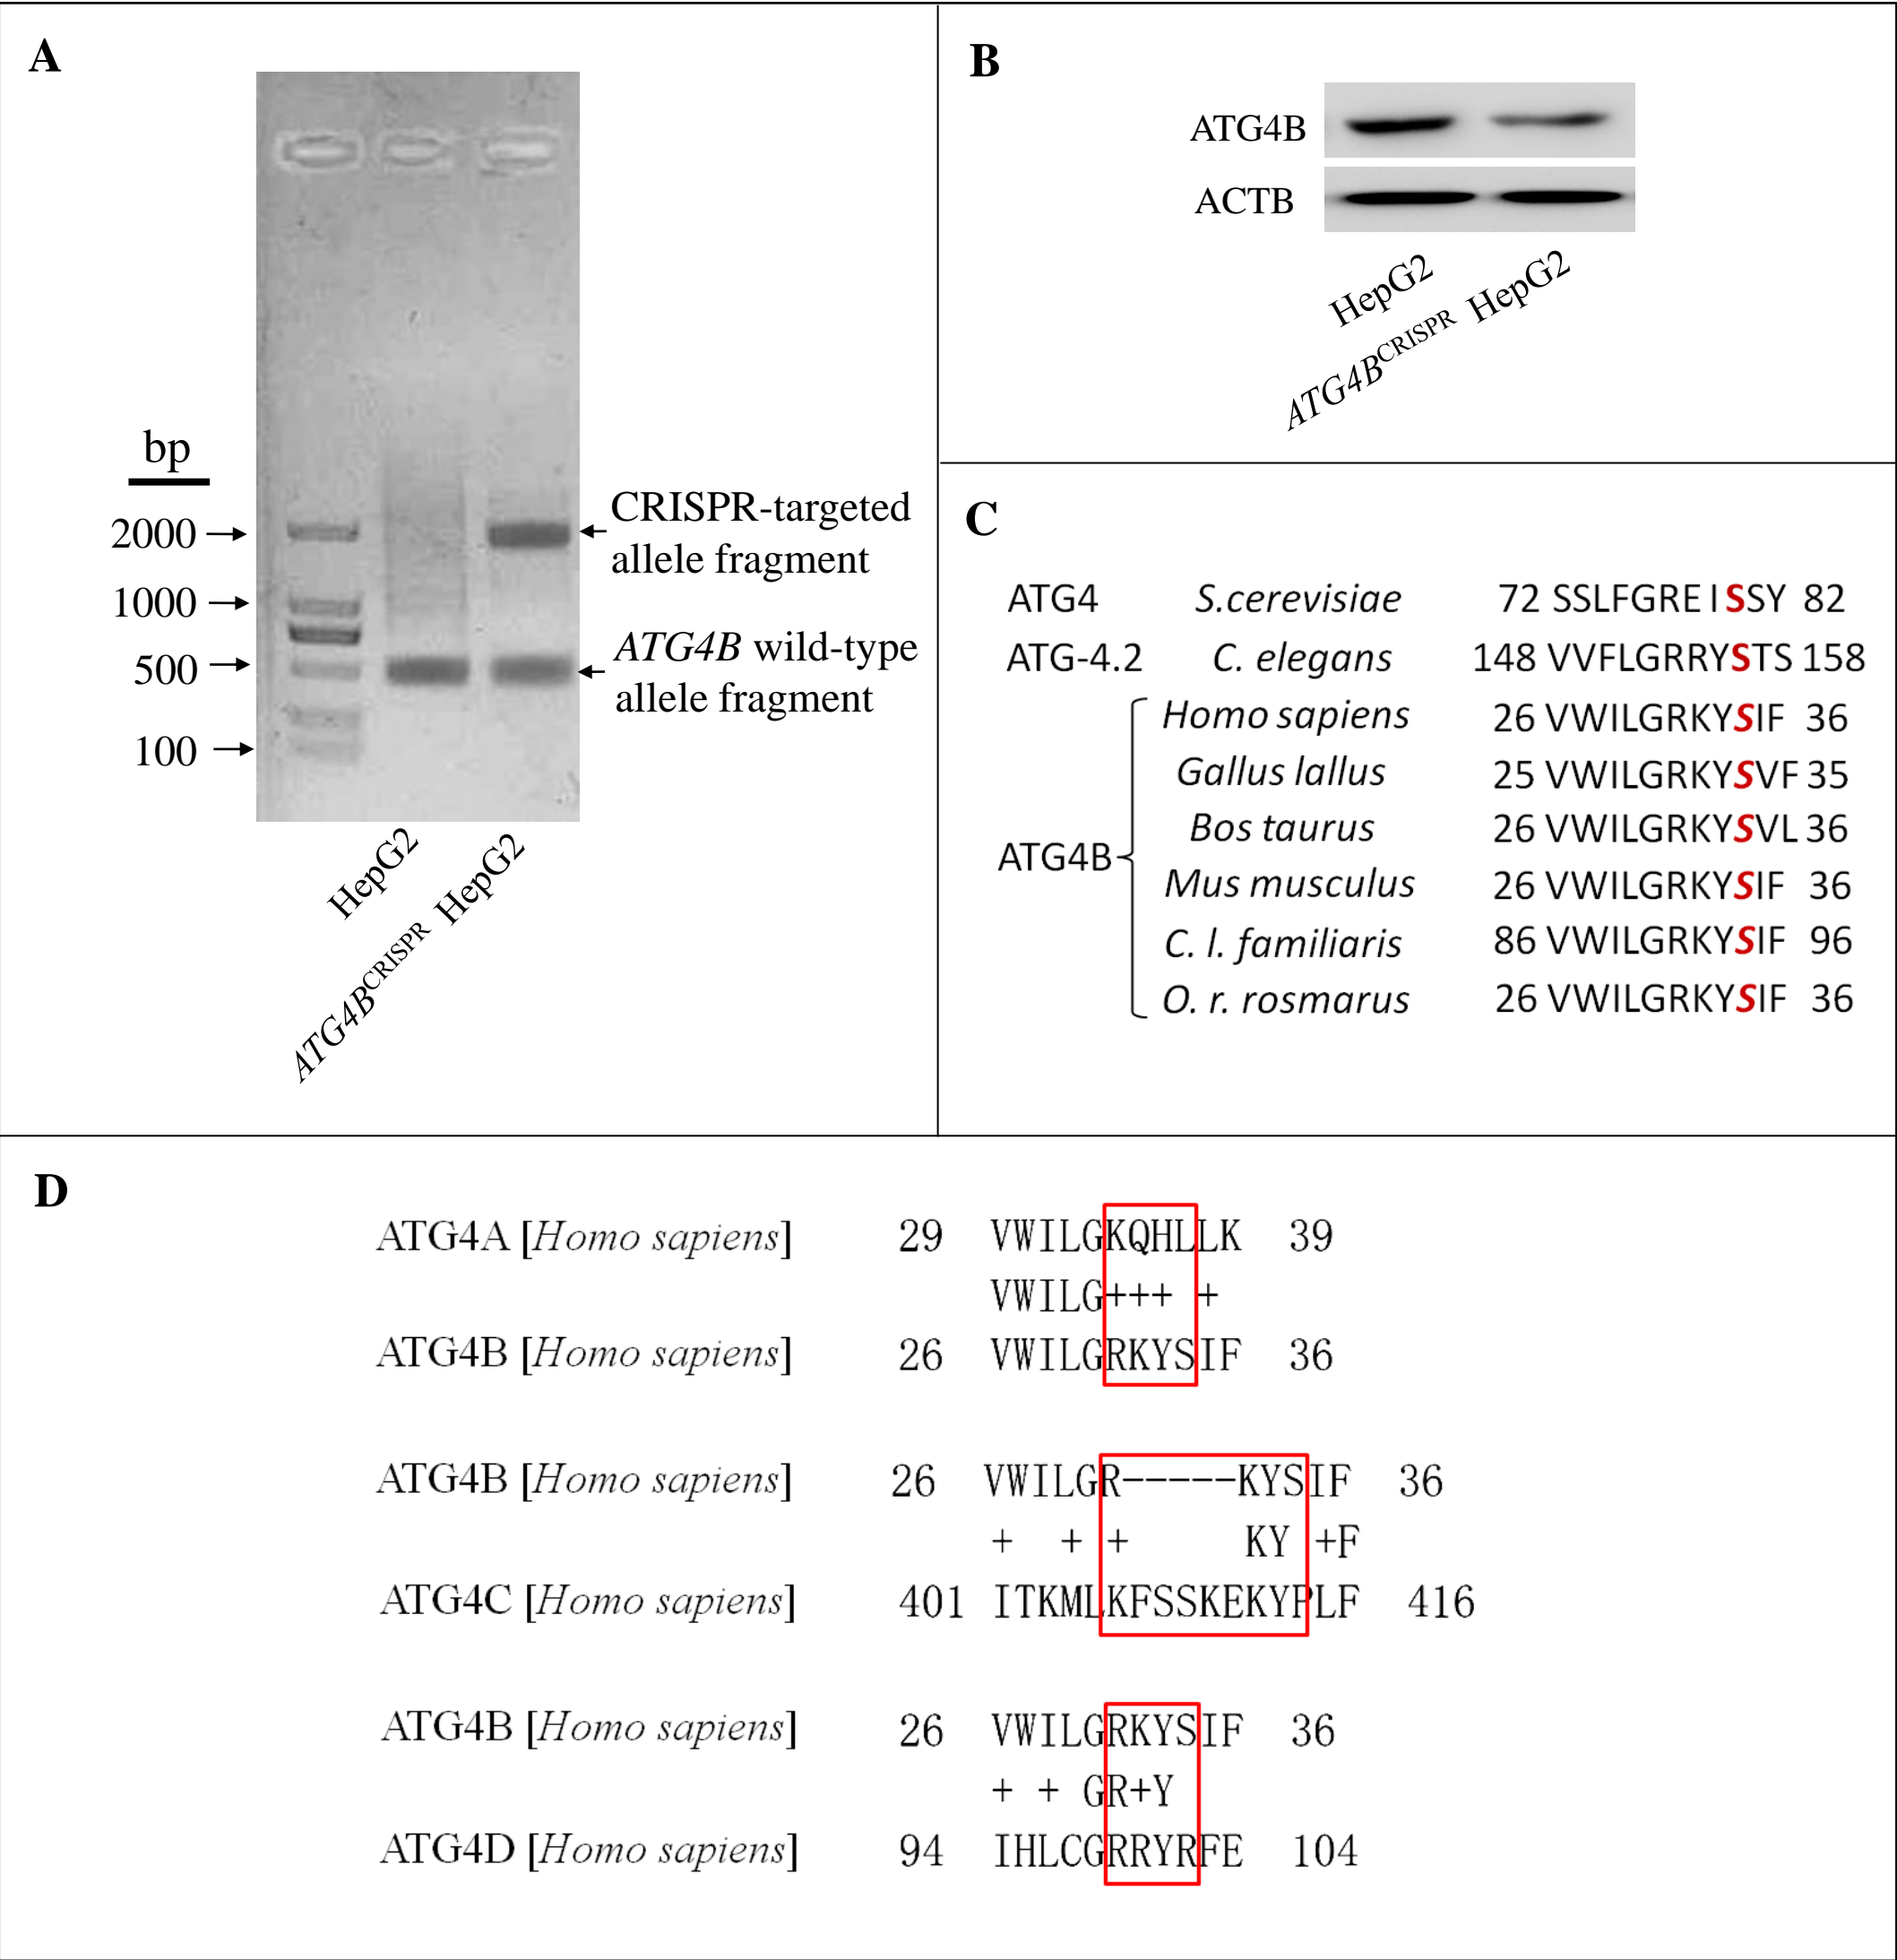 A
bp
2000
1000
500
100
CRISPR-targeted
allele fragment
ATG4B wild-type
allele fragment
HepG2
ATG4B^CRISPR HepG2
B
ATG4B
ACTB
HepG2
ATG4B^CRISPR HepG2
C
ATG4 S.cerevisiae 72 SSLFGREISSY 82
ATG-4.2 C. elegans 148 VVFLGRRYSTS 158
ATG4B
Homo sapiens 26 VWILGRKYSIF 36
Gallus lallus 25 VWILGRKYSVF 35
Bos taurus 26 VWILGRKYSVL 36
Mus musculus 26 VWILGRKYSIF 36
C. l. familiaris 86 VWILGRKYSIF 96
O. r. rosmarus 26 VWILGRKYSIF 36
D
ATG4A [Homo sapiens] 29 VWILGKQHLLK 39
VWILG+++ +
ATG4B [Homo sapiens] 26 VWILGRKYSIF 36
ATG4B [Homo sapiens] 26 VWILGR-----KYSIF 36
+ + + KY +F
ATG4C [Homo sapiens] 401 ITKMLKFSSKEKYPLF 416
ATG4B [Homo sapiens] 26 VWILGRKYSIF 36
+ + GR+Y
ATG4D [Homo sapiens] 94 IHLCGRRYRFE 104